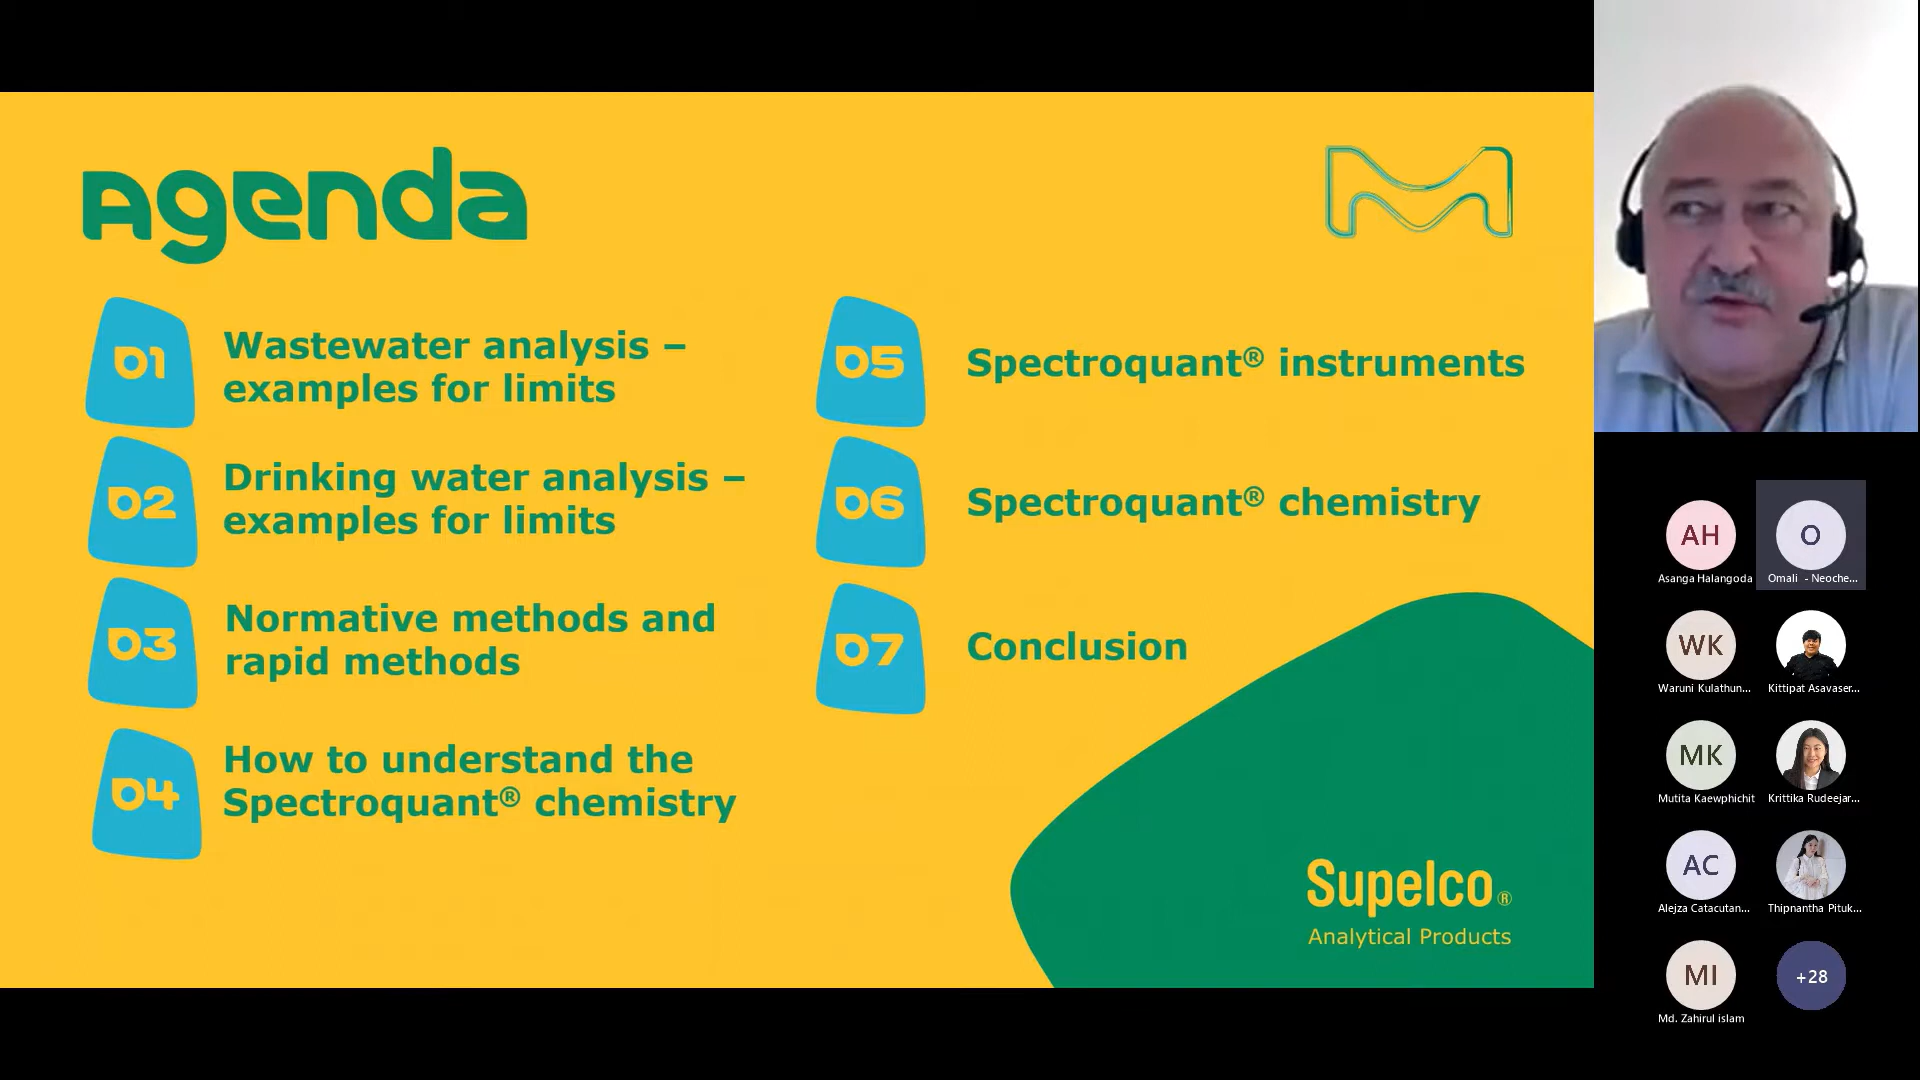 Agenda
01
Wastewater analysis –
examples for limits
02
Drinking water analysis –
examples for limits
03
Normative methods and
rapid methods
04
How to understand the
Spectroquant® chemistry
05
Spectroquant® instruments
06
Spectroquant® chemistry
07
Conclusion
Supelco®
Analytical Products
AH
Asanga Halangoda
O
Omali - Neoche...
WK
Waruni Kulathun...
Kittipat Asavaser...
MK
Mutita Kaewphichit
Krittika Rudeejar...
AC
Alejza Catacutan...
Thipnantha Pituk...
MI
Md. Zahirul islam
+28